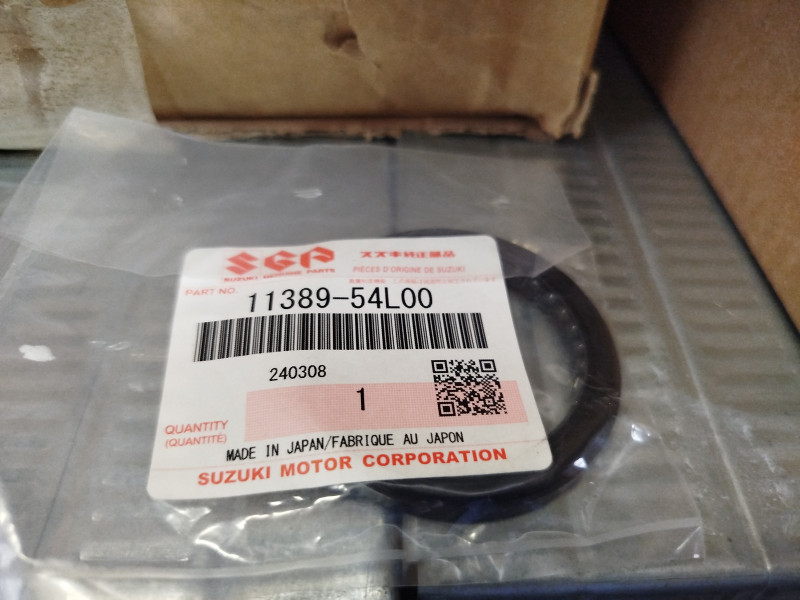 SGP
SUZUKI GENUINE PARTS
スズキ純正部品
PIÈCES D'ORIGINE DE SUZUKI
PART NO.
11389-54L00
240308
1
QUANTITY
(QUANTITÉ)
MADE IN JAPAN/FABRIQUE AU JAPON
SUZUKI MOTOR CORPORATION